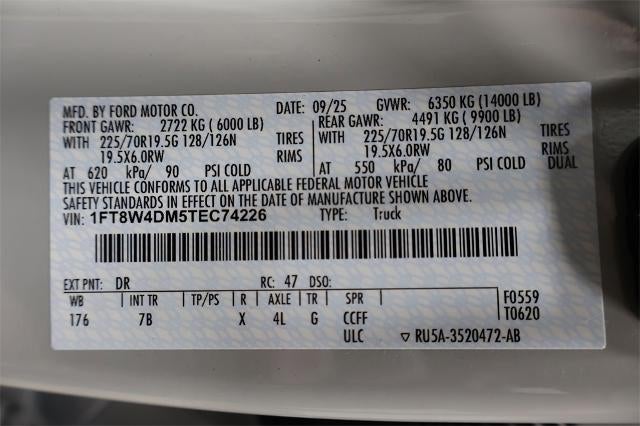 MFD. BY FORD MOTOR CO. DATE: 09/25 GVWR: 6350 KG (14000 LB)
FRONT GAWR: 2722 KG (6000 LB) REAR GAWR: 4491 KG (9900 LB)
WITH 225/70R19.5G 128/126N TIRES WITH 225/70R19.5G 128/126N TIRES
19.5X6.0RW RIMS 19.5X6.0RW RIMS
AT 620 kPa/ 90 PSI COLD AT 550 kPa/ 80 PSI COLD DUAL
THIS VEHICLE CONFORMS TO ALL APPLICABLE FEDERAL MOTOR VEHICLE
SAFETY STANDARDS IN EFFECT ON THE DATE OF MANUFACTURE SHOWN ABOVE.
VIN: 1FT8W4DM5TEC74226 TYPE: Truck
EXT PNT: DR RC: 47 DSO:
WB INT TR TP/PS R AXLE TR SPR F0559
176 7B X 4L G CCFF T0620
ULC ▽ RU5A-3520472-AB